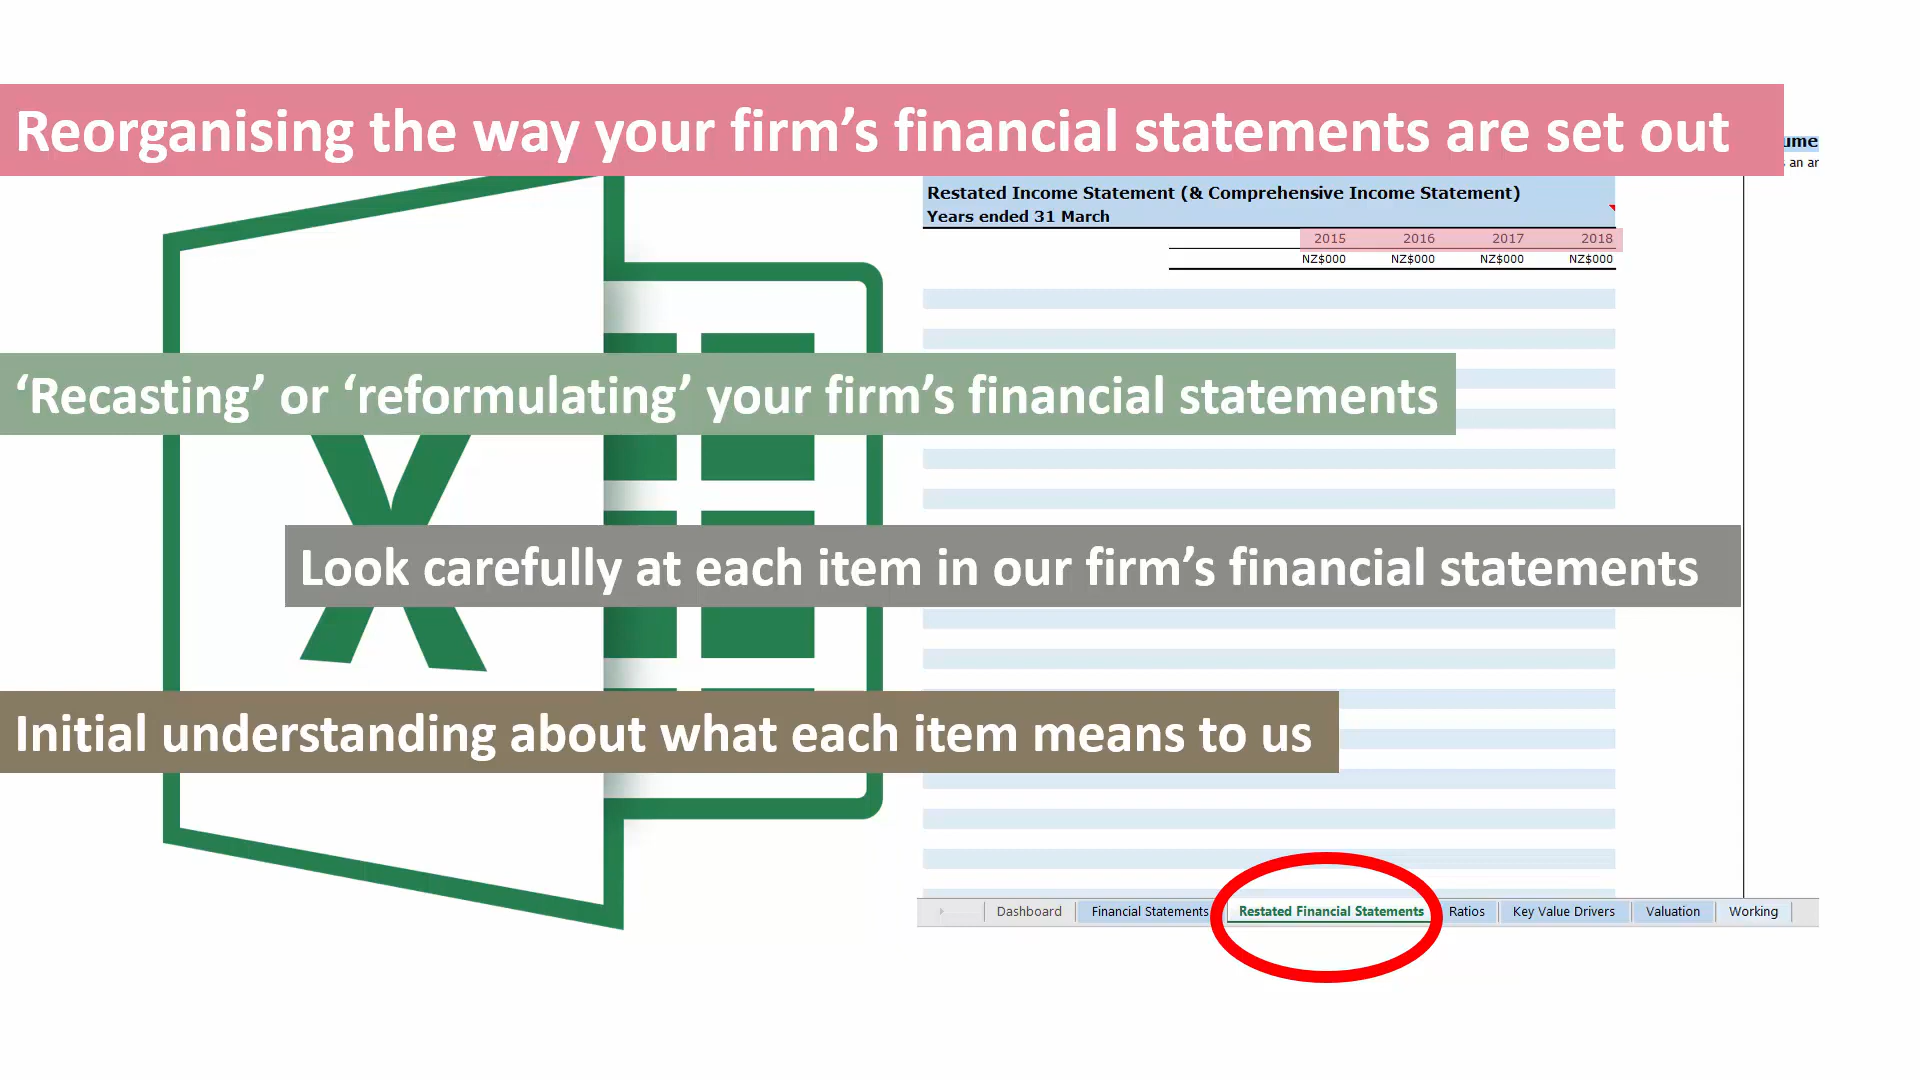 Reorganising the way your firm’s financial statements are set out
ume
an ar
Restated Income Statement (& Comprehensive Income Statement)
Years ended 31 March
2015 2016 2017 2018
NZ$000 NZ$000 NZ$000 NZ$000
‘Recasting’ or ‘reformulating’ your firm’s financial statements
X
Look carefully at each item in our firm’s financial statements
Initial understanding about what each item means to us
Dashboard Financial Statements Restated Financial Statements Ratios Key Value Drivers Valuation Working